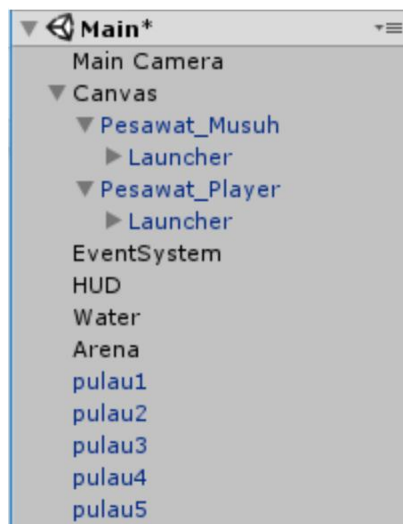 Main*
Main Camera
Canvas
Pesawat_Musuh
Launcher
Pesawat_Player
Launcher
EventSystem
HUD
Water
Arena
pulau1
pulau2
pulau3
pulau4
pulau5